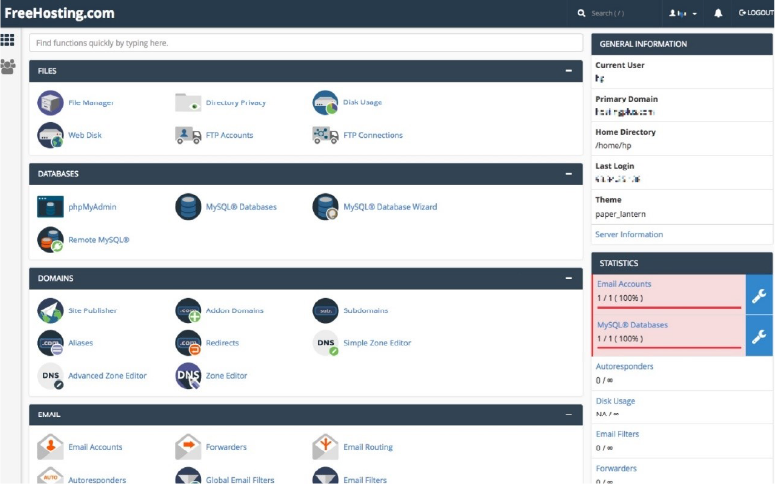 FreeHosting.com
Search ( / )
LOGOUT
Find functions quickly by typing here.
FILES
File Manager
Directory Privacy
Disk Usage
Web Disk
FTP Accounts
FTP Connections
DATABASES
phpMyAdmin
MySQL® Databases
MySQL® Database Wizard
Remote MySQL®
DOMAINS
Site Publisher
Addon Domains
Subdomains
Aliases
Redirects
DNS
Simple Zone Editor
DNS
Advanced Zone Editor
DNS
Zone Editor
EMAIL
Email Accounts
Forwarders
Email Routing
AUTO
Autoresponders
Global Email Filters
Email Filters
GENERAL INFORMATION
Current User
Primary Domain
Home Directory
/home/hp
Last Login
Theme
paper_lantern
Server Information
STATISTICS
Email Accounts
1 / 1 ( 100% )
MySQL® Databases
1 / 1 ( 100% )
Autoresponders
0 / ∞
Disk Usage
NA / ∞
Email Filters
0 / ∞
Forwarders
0 / ∞